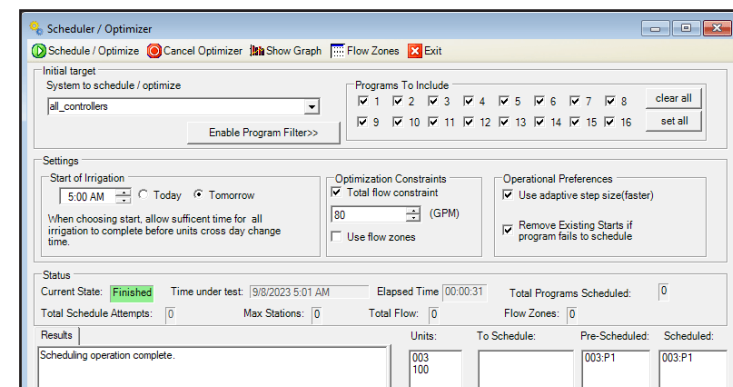 Scheduler / Optimizer
Schedule / Optimize Cancel Optimizer Show Graph Flow Zones Exit
Initial target
System to schedule / optimize
all_controllers
Enable Program Filter>>
Programs To Include
1 2 3 4 5 6 7 8 clear all
9 10 11 12 13 14 15 16 set all
Settings
Start of Irrigation
5:00 AM Today Tomorrow
When choosing start, allow sufficent time for all
irrigation to complete before units cross day change
time.
Optimization Constraints
Total flow constraint
80 (GPM)
Use flow zones
Operational Preferences
Use adaptive step size(faster)
Remove Existing Starts if
program fails to schedule
Status
Current State: Finished Time under test: 9/8/2023 5:01 AM Elapsed Time 00:00:31 Total Programs Scheduled: 0
Total Schedule Attempts: 0 Max Stations: 0 Total Flow: 0 Flow Zones: 0
Results Units: To Schedule: Pre-Scheduled: Scheduled:
Scheduling operation complete. 003 003:P1 003:P1
100